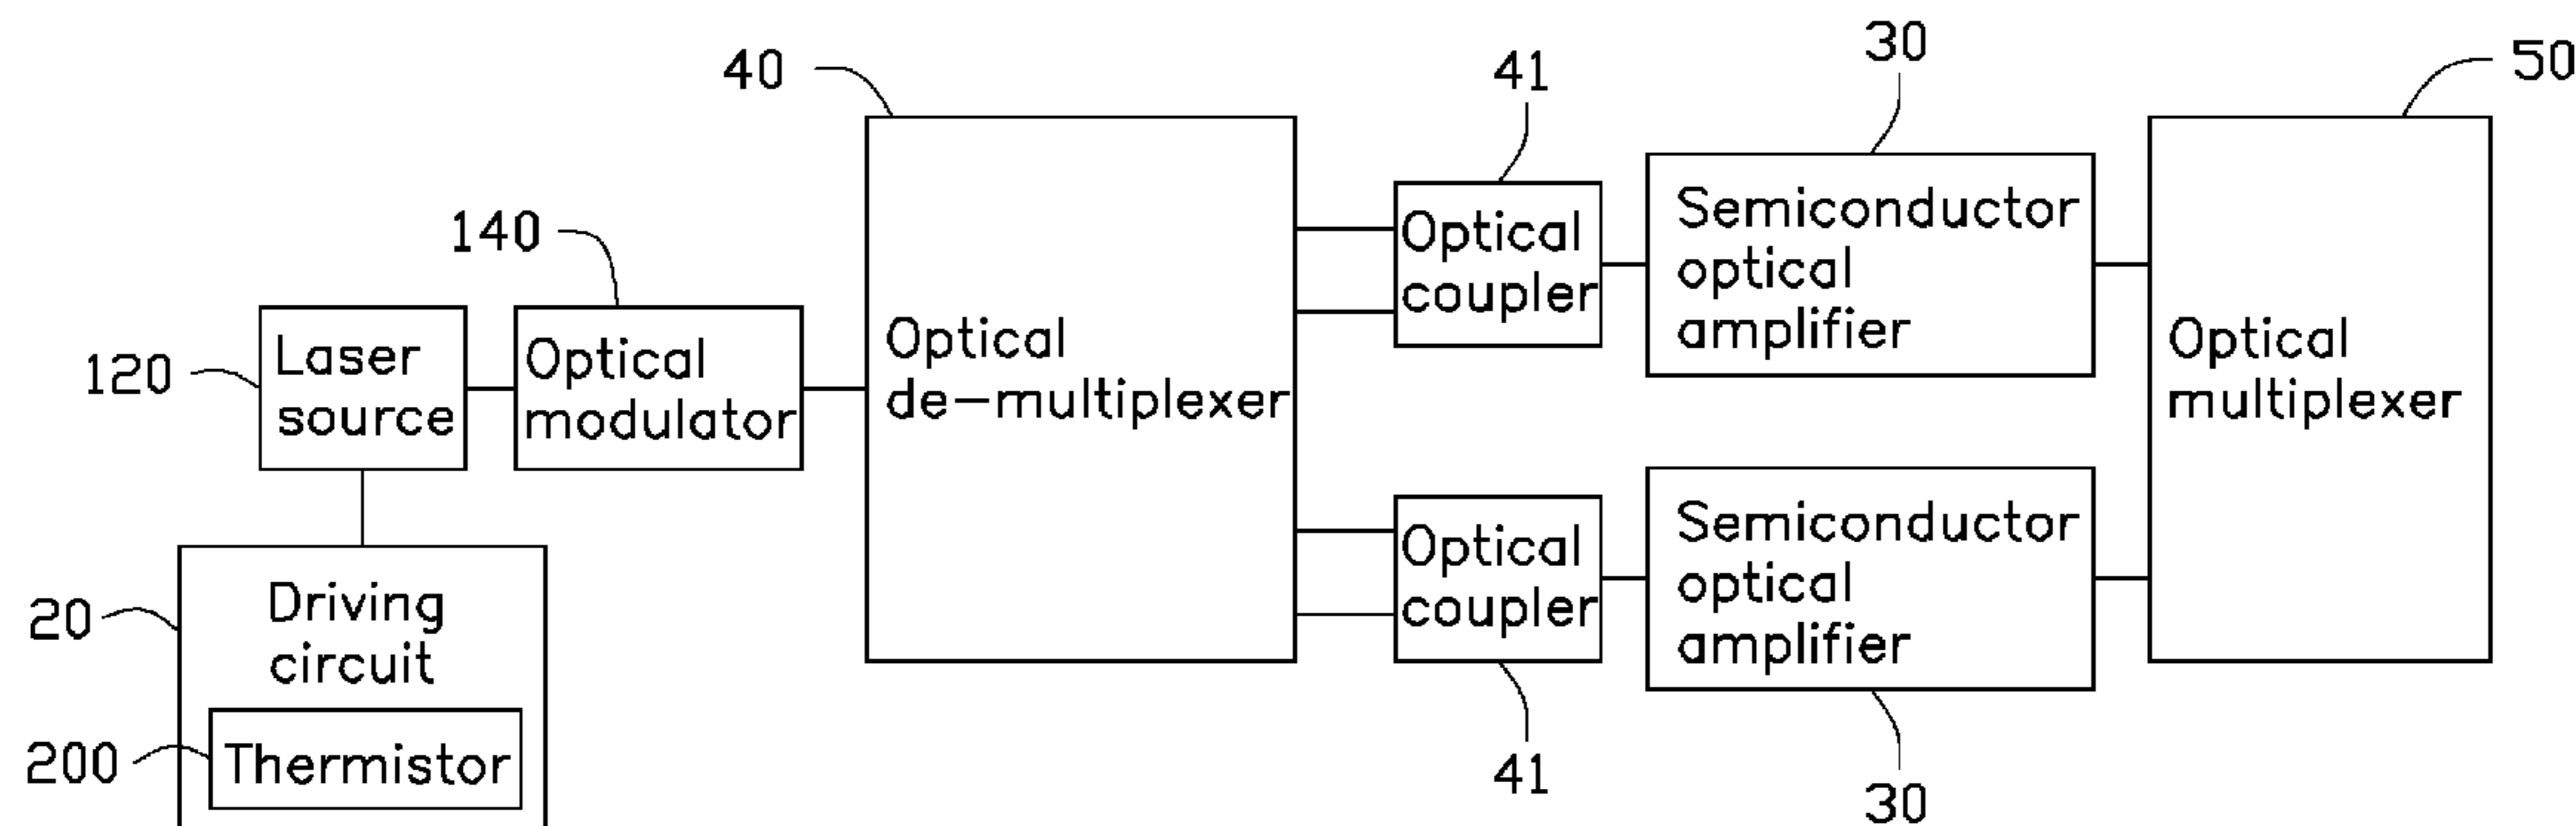 30
50
40
41
140
Semiconductor
optical
amplifier
Optical
coupler
Laser
source
Optical
modulator
Optical
de-multiplexer
Optical
multiplexer
120
Semiconductor
optical
amplifier
Optical
coupler
20
Driving
circuit
200
Thermistor
41
30